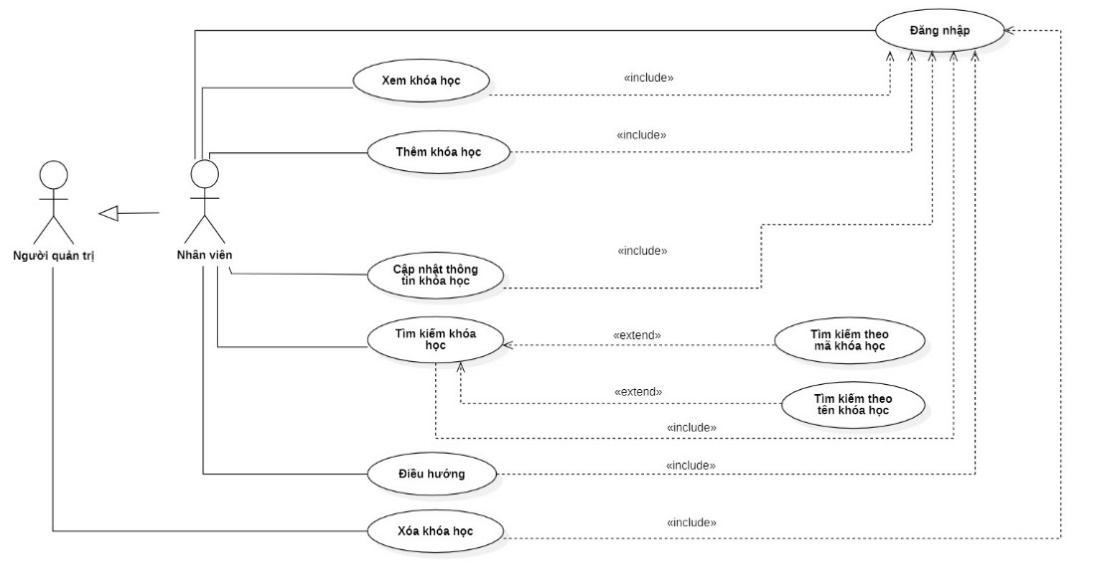 Đăng nhập
Xem khóa học
«include»
Thêm khóa học
«include»
Người quản trị
Nhân viên
Cập nhật thông
tin khóa học
«include»
Tìm kiếm khóa
học
«extend»
Tìm kiếm theo
mã khóa học
«extend»
Tìm kiếm theo
tên khóa học
«include»
Điều hướng
«include»
Xóa khóa học
«include»